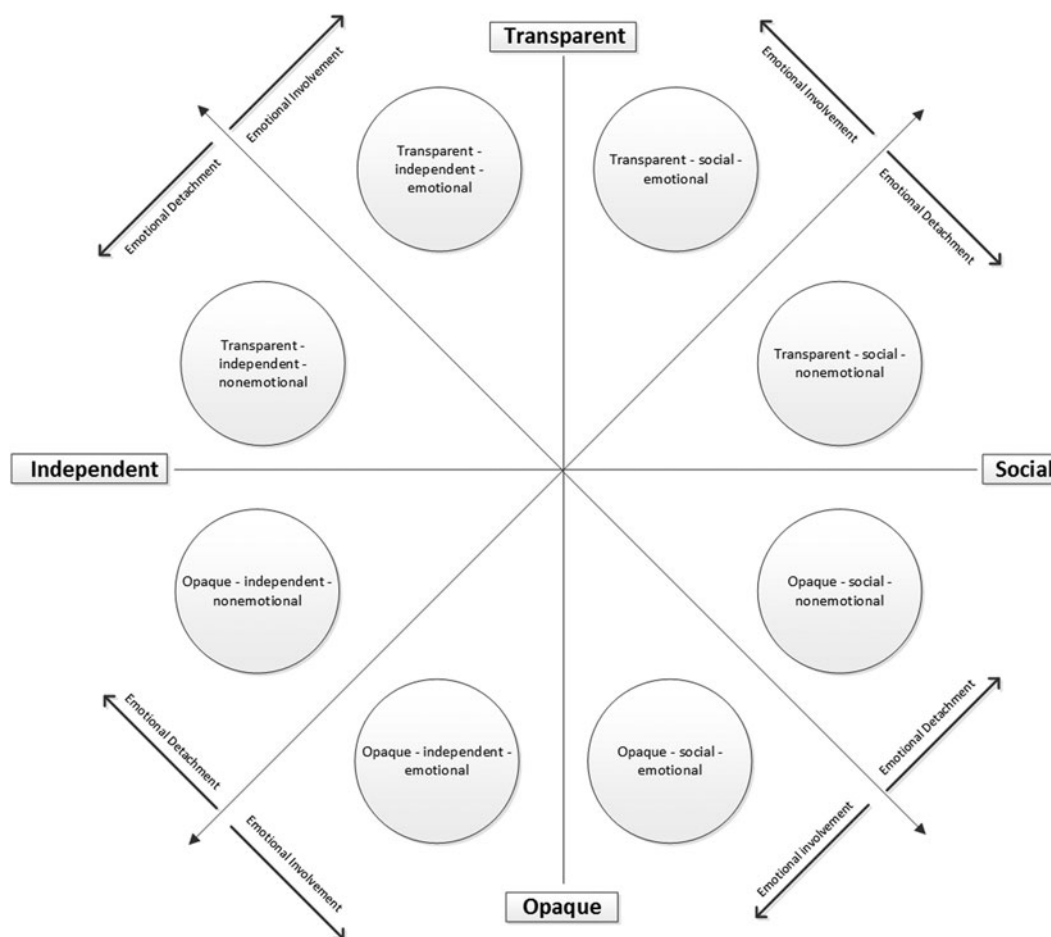 Transparent
Emotional Involvement
Emotional Detachment
Emotional Involvement
Emotional Detachment
Transparent -
independent -
emotional
Transparent - social -
emotional
Transparent -
independent -
nonemotional
Transparent - social -
nonemotional
Independent
Social
Opaque - independent -
nonemotional
Opaque - social -
nonemotional
Emotional Detachment
Emotional Involvement
Opaque - independent -
emotional
Opaque - social -
emotional
Emotional Detachment
Emotional involvement
Opaque